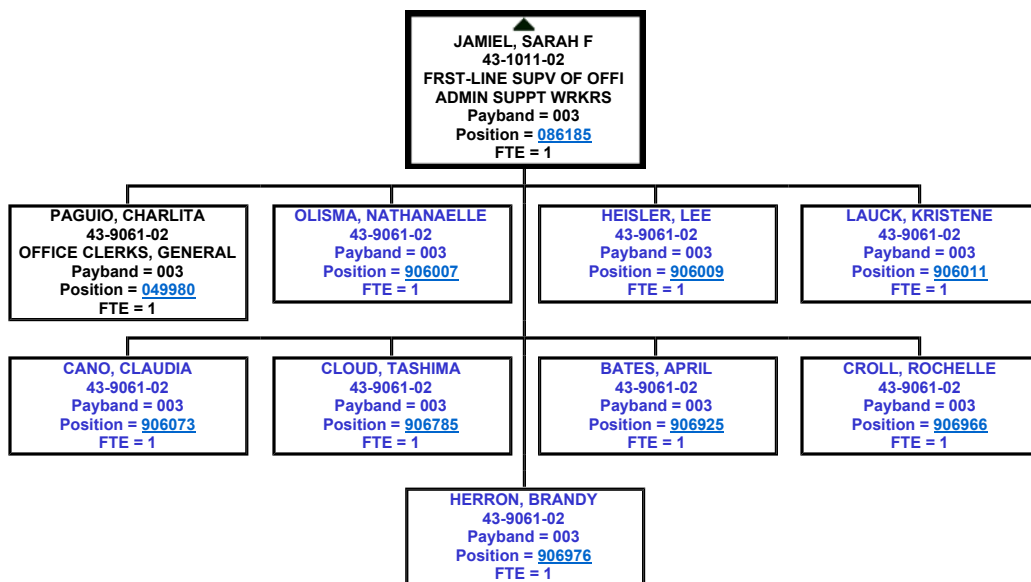 JAMIEL, SARAH F
43-1011-02
FRST-LINE SUPV OF OFFI
ADMIN SUPPT WRKRS
Payband = 003
Position = 086185
FTE = 1
PAGUIO, CHARLITA
43-9061-02
OFFICE CLERKS, GENERAL
Payband = 003
Position = 049980
FTE = 1
OLISMA, NATHANAELLE
43-9061-02
Payband = 003
Position = 906007
FTE = 1
HEISLER, LEE
43-9061-02
Payband = 003
Position = 906009
FTE = 1
LAUCK, KRISTENE
43-9061-02
Payband = 003
Position = 906011
FTE = 1
CANO, CLAUDIA
43-9061-02
Payband = 003
Position = 906073
FTE = 1
CLOUD, TASHIMA
43-9061-02
Payband = 003
Position = 906785
FTE = 1
BATES, APRIL
43-9061-02
Payband = 003
Position = 906925
FTE = 1
CROLL, ROCHELLE
43-9061-02
Payband = 003
Position = 906966
FTE = 1
HERRON, BRANDY
43-9061-02
Payband = 003
Position = 906976
FTE = 1